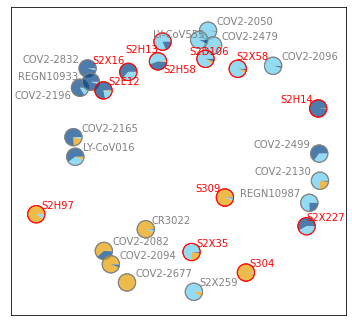 COV2-2050
LY-CoV555
COV2-2479
S2H13
S2D106
COV2-2832
S2X16
S2X58
COV2-2096
S2H58
REGN10933
S2E12
COV2-2196
S2H14
COV2-2165
COV2-2499
LY-CoV016
COV2-2130
S309
REGN10987
S2H97
CR3022
S2X227
COV2-2082
S2X35
COV2-2094
S304
COV2-2677
S2X259